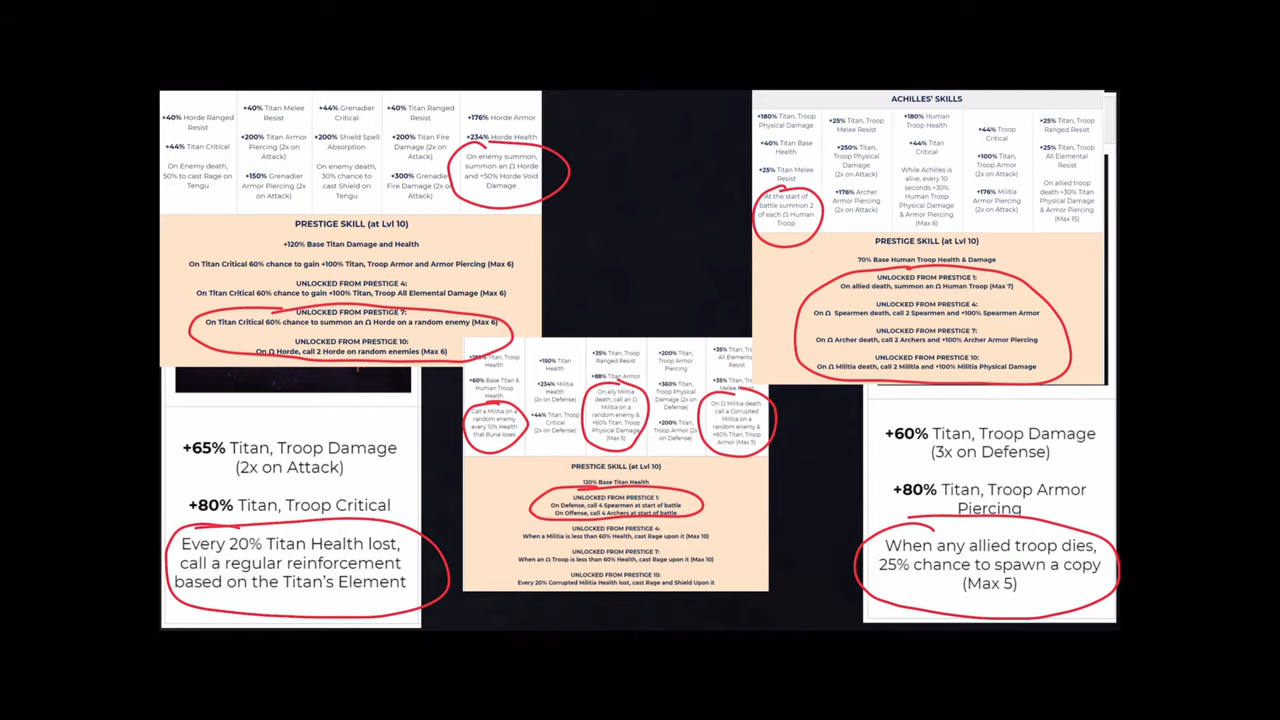 +40% Horde Ranged
Resist
+44% Titan Critical
On Enemy death,
50% to cast Rage on
Tengu
+40% Titan Melee
Resist
+200% Titan Armor
Piercing (2x on
Attack)
+150% Grenadier
Armor Piercing (2x
on Attack)
+44% Grenadier
Critical
+200% Shield Spell
Absorption
On enemy death,
30% chance to
cast Shield on
Tengu
+40% Titan Ranged
Resist
+200% Titan Fire
Damage (2x on
Attack)
+300% Grenadier
Fire Damage (2x on
Attack)
+176% Horde Armor
+234% Horde Health
On enemy summon,
summon an Ω Horde
and +50% Horde Void
Damage
PRESTIGE SKILL (at Lvl 10)
+120% Base Titan Damage and Health
On Titan Critical 60% chance to gain +100% Titan, Troop Armor and Armor Piercing (Max 6)
UNLOCKED FROM PRESTIGE 4:
On Titan Critical 60% chance to gain +100% Titan, Troop All Elemental Damage (Max 6)
UNLOCKED FROM PRESTIGE 7:
On Titan Critical 60% chance to summon an Ω Horde on a random enemy (Max 6)
UNLOCKED FROM PRESTIGE 10:
On Ω Horde, call 2 Horde on random enemies (Max 6)
ACHILLES' SKILLS
+180% Titan, Troop
Physical Damage
+40% Titan Base
Health
+25% Titan Melee
Resist
At the start of
battle summon 2
of each Ω Human
Troop
+25% Titan, Troop
Melee Resist
+250% Titan,
Troop Physical
Damage
(2x on Attack)
+176% Archer
Armor Piercing
(2x on Attack)
+180% Human
Troop Health
+44% Titan
Critical
While Achilles is
alive, every 10
seconds +30%
Human Troop
Physical Damage
& Armor Piercing
(Max 6)
+44% Troop
Critical
+100% Titan,
Troop Armor
(2x on Attack)
+176% Militia
Armor Piercing
(2x on Attack)
+25% Titan, Troop
Ranged Resist
+25% Titan, Troop
All Elemental
Resist
On allied troop
death +30% Titan
Physical Damage
& Armor Piercing
(Max 15)
PRESTIGE SKILL (at Lvl 10)
70% Base Human Troop Health & Damage
UNLOCKED FROM PRESTIGE 1:
On allied death, summon an Ω Human Troop (Max 7)
UNLOCKED FROM PRESTIGE 4:
On Ω Spearmen death, call 2 Spearmen and +100% Spearmen Armor
UNLOCKED FROM PRESTIGE 7:
On Ω Archer death, call 2 Archers and +100% Archer Armor Piercing
UNLOCKED FROM PRESTIGE 10:
On Ω Militia death, call 2 Militia and +100% Militia Physical Damage
Titan, Troop
Health
+60% Base Titan &
Human Troop
Health
Call a Militia on a
random enemy
every 10% Health
that Runa loses
+150% Titan
Health
+234% Militia
Health
(2x on Defense)
+44% Titan, Troop
Critical
(2x on Defense)
+35% Titan, Troop
Ranged Resist
+88% Titan Armor
On ally Militia
death, call an Ω
Militia on a
random enemy &
+60% Titan, Troop
Physical Damage
(Max 5)
+200% Titan,
Troop Armor
Piercing
+360% Titan, Troop
Physical Damage
(2x on
Defense)
+200% Titan,
Troop Armor (2x
on Defense)
+35% Titan, Troop
All Elemental
Resist
+35% Titan, Troop
Melee Resist
On Ω Militia death,
call a Corrupted
Militia on a
random enemy &
+60% Titan, Troop
Armor (Max 5)
PRESTIGE SKILL (at Lvl 10)
120% Base Titan Health
UNLOCKED FROM PRESTIGE 1:
On Defense, call 4 Spearmen at start of battle
On Offense, call 4 Archers at start of battle
UNLOCKED FROM PRESTIGE 4:
When a Militia is less than 60% Health, cast Rage upon it (Max 10)
UNLOCKED FROM PRESTIGE 7:
When an Ω Troop is less than 60% Health, cast Rage upon it (Max 10)
UNLOCKED FROM PRESTIGE 10:
Every 20% Corrupted Militia Health lost, cast Rage and Shield Upon it
+65% Titan, Troop Damage
(2x on Attack)
+80% Titan, Troop Critical
Every 20% Titan Health lost,
call a regular reinforcement
based on the Titan's Element
+60% Titan, Troop Damage
(3x on Defense)
+80% Titan, Troop Armor
Piercing
When any allied troop dies,
25% chance to spawn a copy
(Max 5)